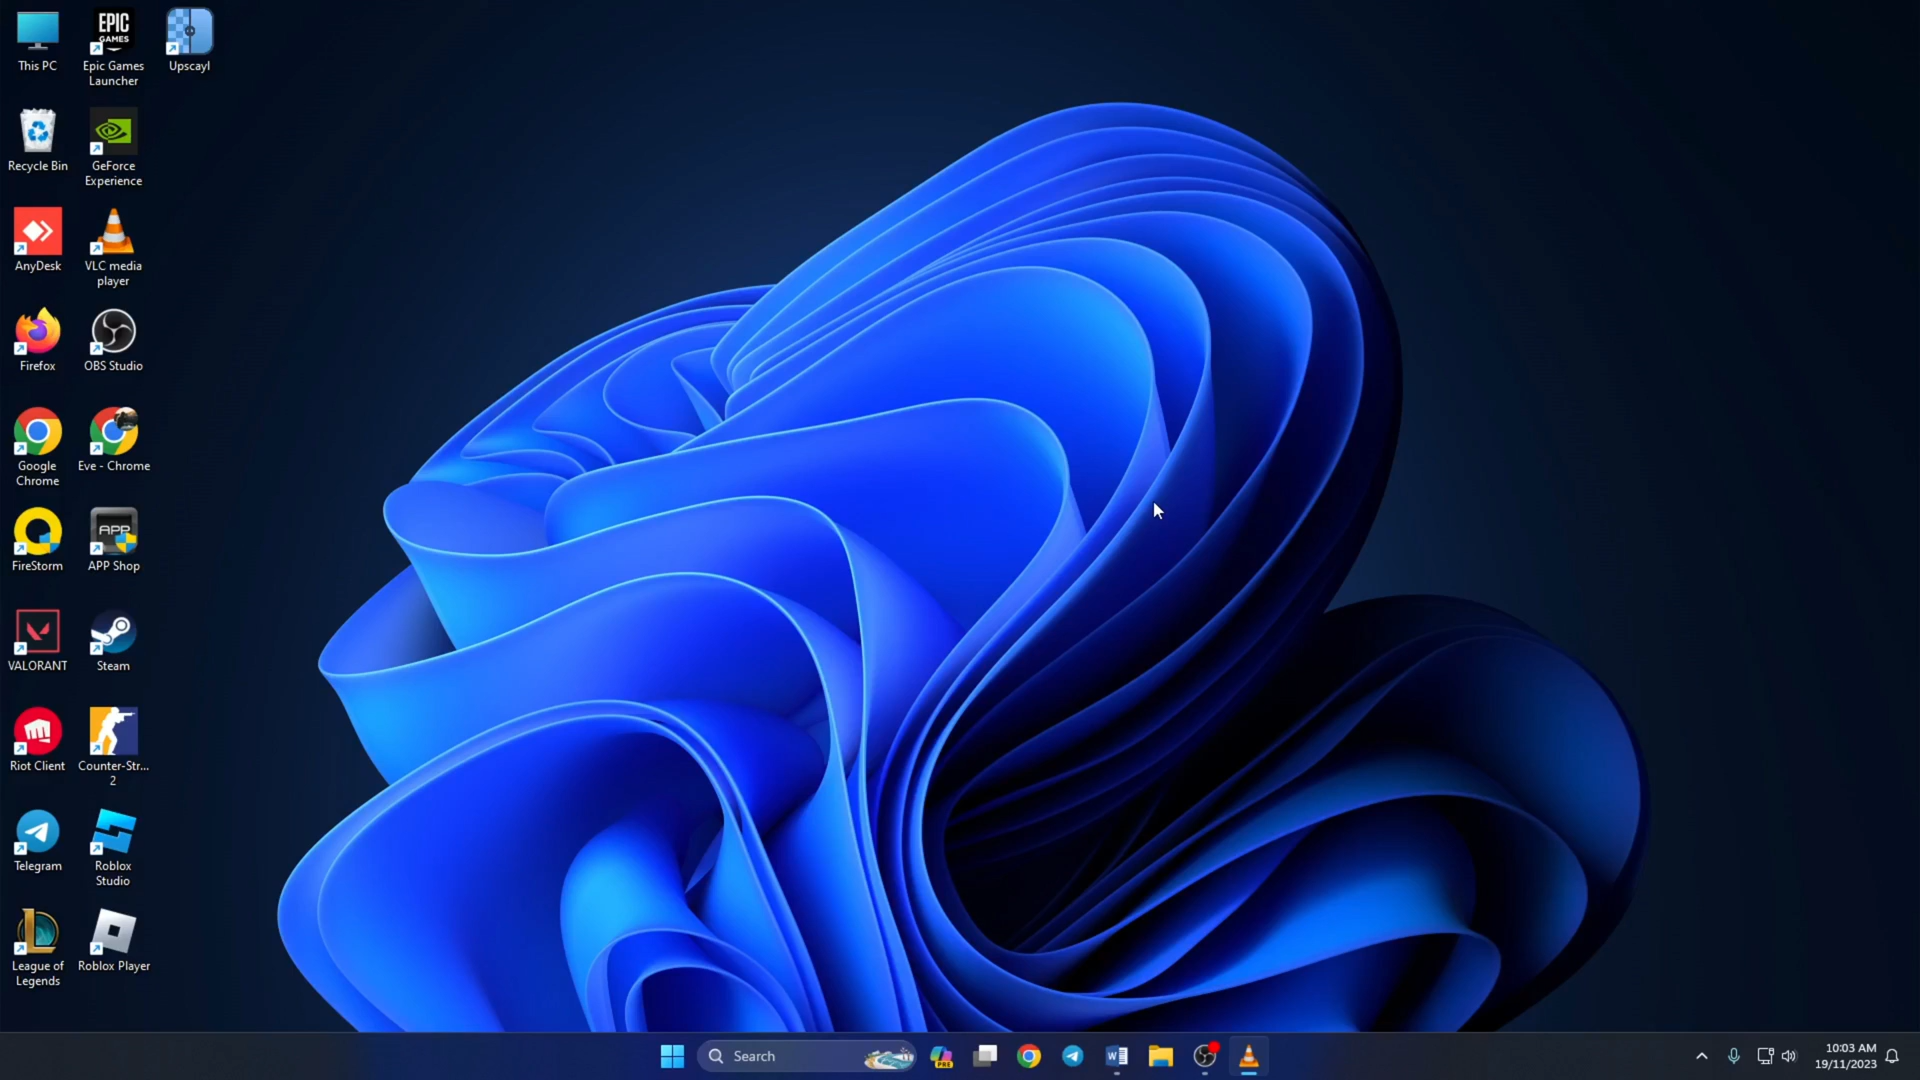 This PC
EPIC
GAMES
Epic Games
Launcher
Upscayl
Recycle Bin
GeForce
Experience
AnyDesk
VLC media
player
Firefox
OBS Studio
Google
Chrome
Eve - Chrome
FireStorm
APP
APP Shop
VALORANT
Steam
Riot Client
Counter-Str...
2
Telegram
Roblox
Studio
League of
Legends
Roblox Player
Search
PRE
W
10:03 AM
19/11/2023